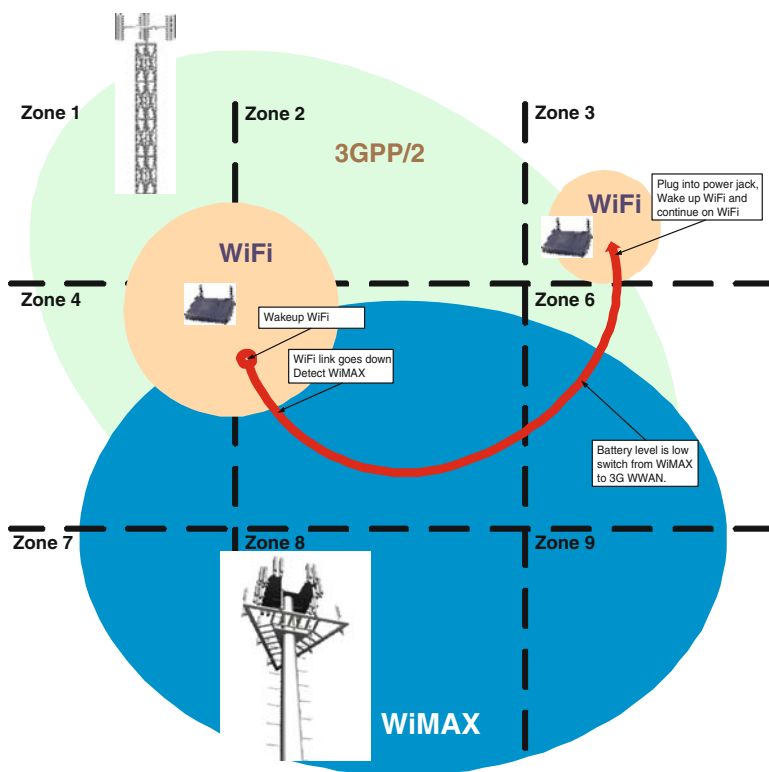 Zone 1
Zone 2
Zone 3
3GPP/2
Plug into power jack,
Wake up WiFi and
continue on WiFi
WiFi
WiFi
Zone 4
Zone 6
Wakeup WiFi
WiFi link goes down
Detect WiMAX
Battery level is low
switch from WiMAX
to 3G WWAN.
Zone 7
Zone 8
Zone 9
WiMAX